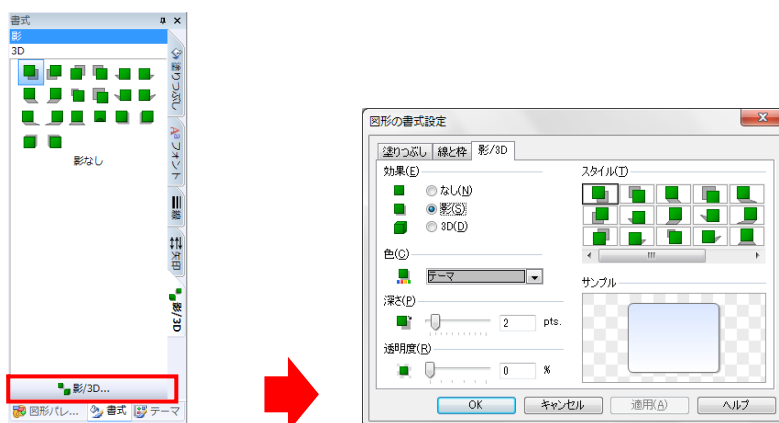 書式
影
3D
影なし
塗りつぶし
Aa フォント
線
矢印
影/3D
影/3D...
図形パレ... 書式 テーマ
図形の書式設定
塗りつぶし 線と枠 影/3D
効果(E)
なし(N)
影(S)
3D(D)
色(C)
テーマ
深さ(P)
2 pts.
透明度(R)
0 %
スタイル(T)
サンプル
OK キャンセル 適用(A) ヘルプ